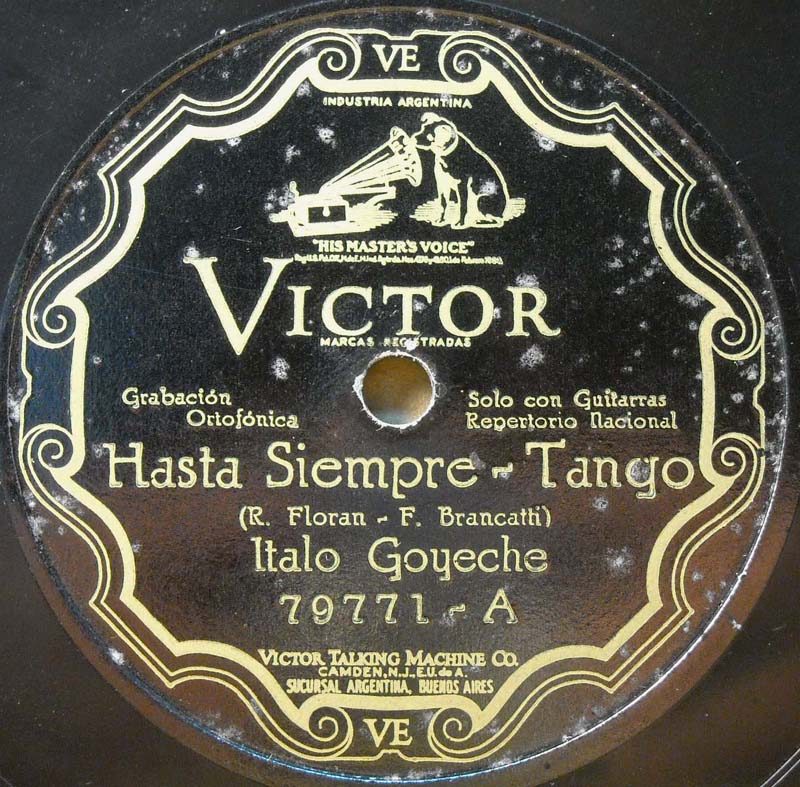 VE
INDUSTRIA ARGENTINA
"HIS MASTER'S VOICE"
VICTOR
MARCAS REGISTRADAS
Grabación
Ortofónica
Solo con Guitarras
Repertorio Nacional
Hasta Siempre - Tango
(R. Floran - F. Brancatti)
Italo Goyeche
79771 - A
VICTOR TALKING MACHINE CO.
CAMDEN, N.J., E.U. de A.
SUCURSAL ARGENTINA, BUENOS AIRES
VE